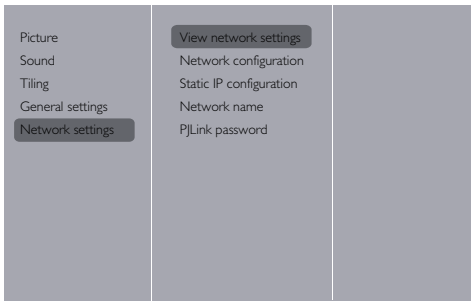 Picture
Sound
Tiling
General settings
Network settings
View network settings
Network configuration
Static IP configuration
Network name
PJLink password